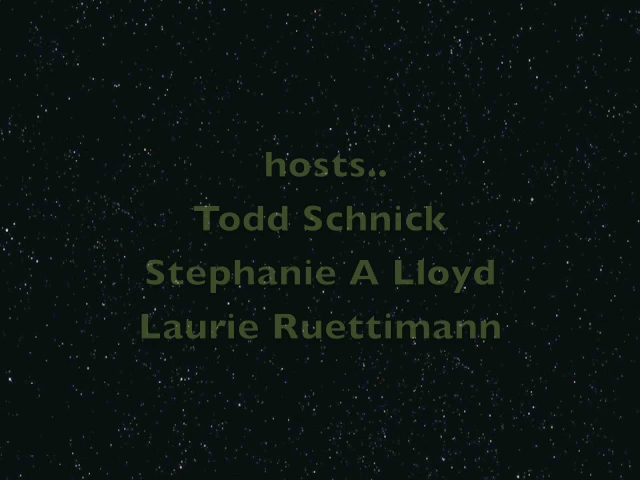 hosts..
Todd Schnick
Stephanie A Lloyd
Laurie Ruettimann